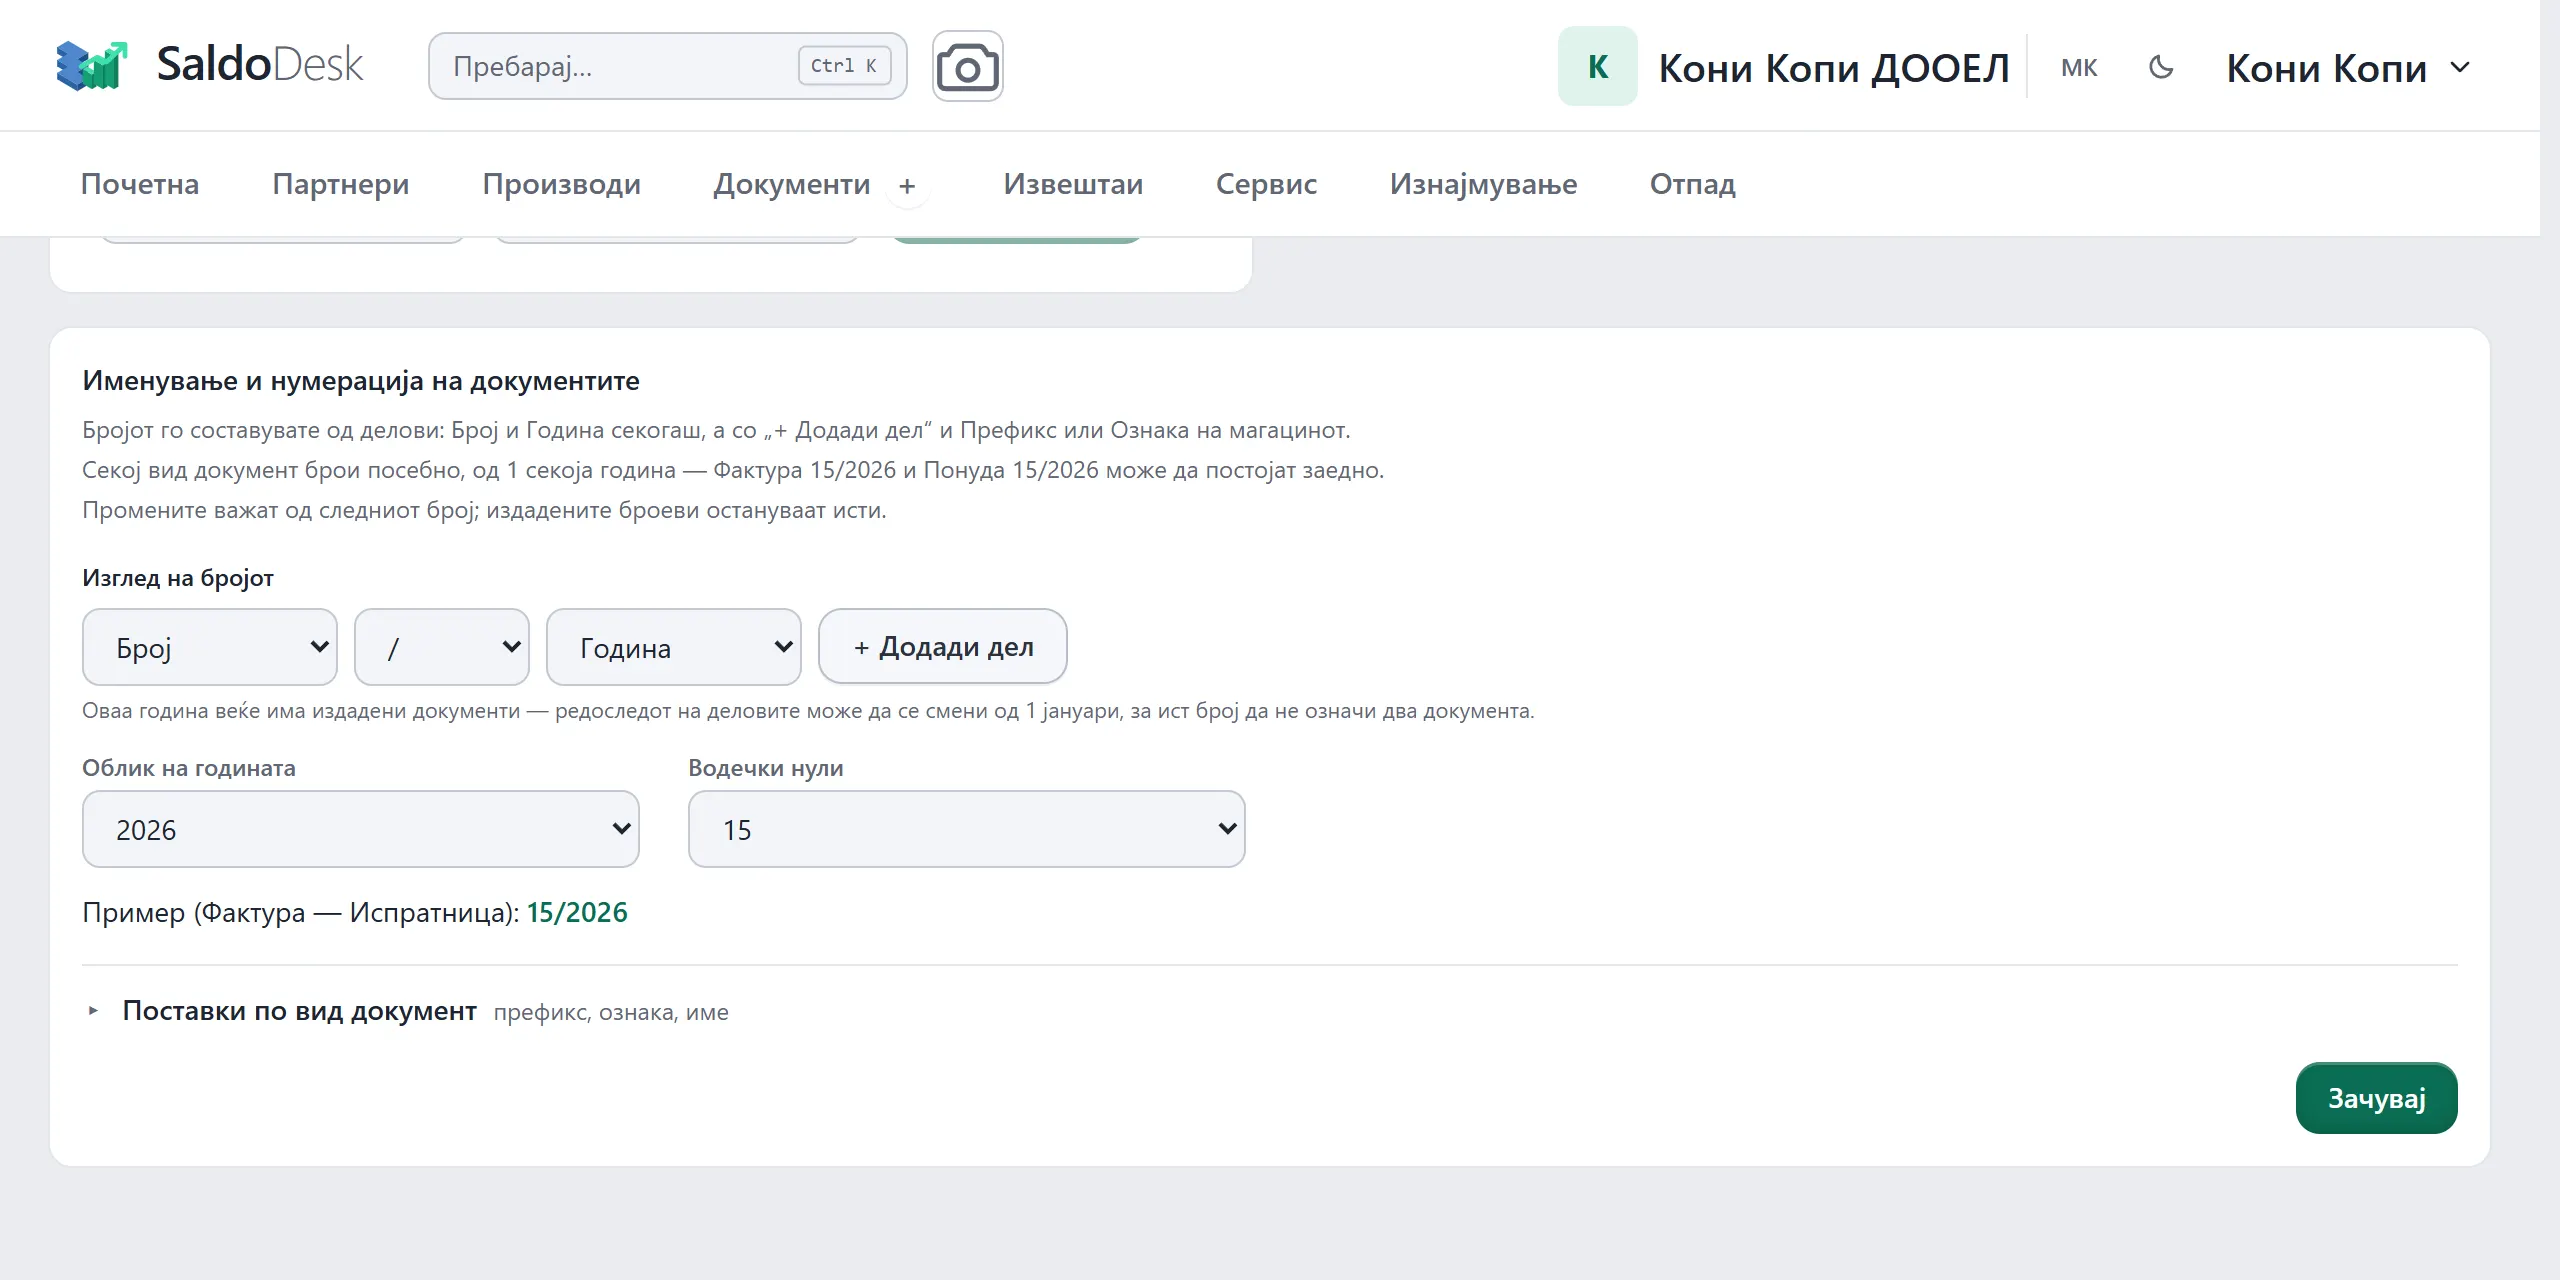 SaldoDesk
Пребарај...
Ctrl K
K
Кони Копи ДООЕЛ
МК
Кони Копи
Почетна
Партнери
Производи
Документи +
Извештаи
Сервис
Изнајмување
Отпад
Именување и нумерација на документите
Бројот го составувате од делови: Број и Година секогаш, а со „+ Додади дел“ и Префикс или Ознака на магацинот.
Секој вид документ брои посебно, од 1 секоја година — Фактура 15/2026 и Понуда 15/2026 може да постојат заедно.
Промените важат од следниот број; издадените броеви остануваат исти.
Изглед на бројот
Број
/
Година
+ Додади дел
Оваа година веќе има издадени документи — редоследот на деловите може да се смени од 1 јануари, за ист број да не означи два документа.
Облик на годината
Водечки нули
2026
15
Пример (Фактура — Испратница): 15/2026
Поставки по вид документ префикс, ознака, име
Зачувај